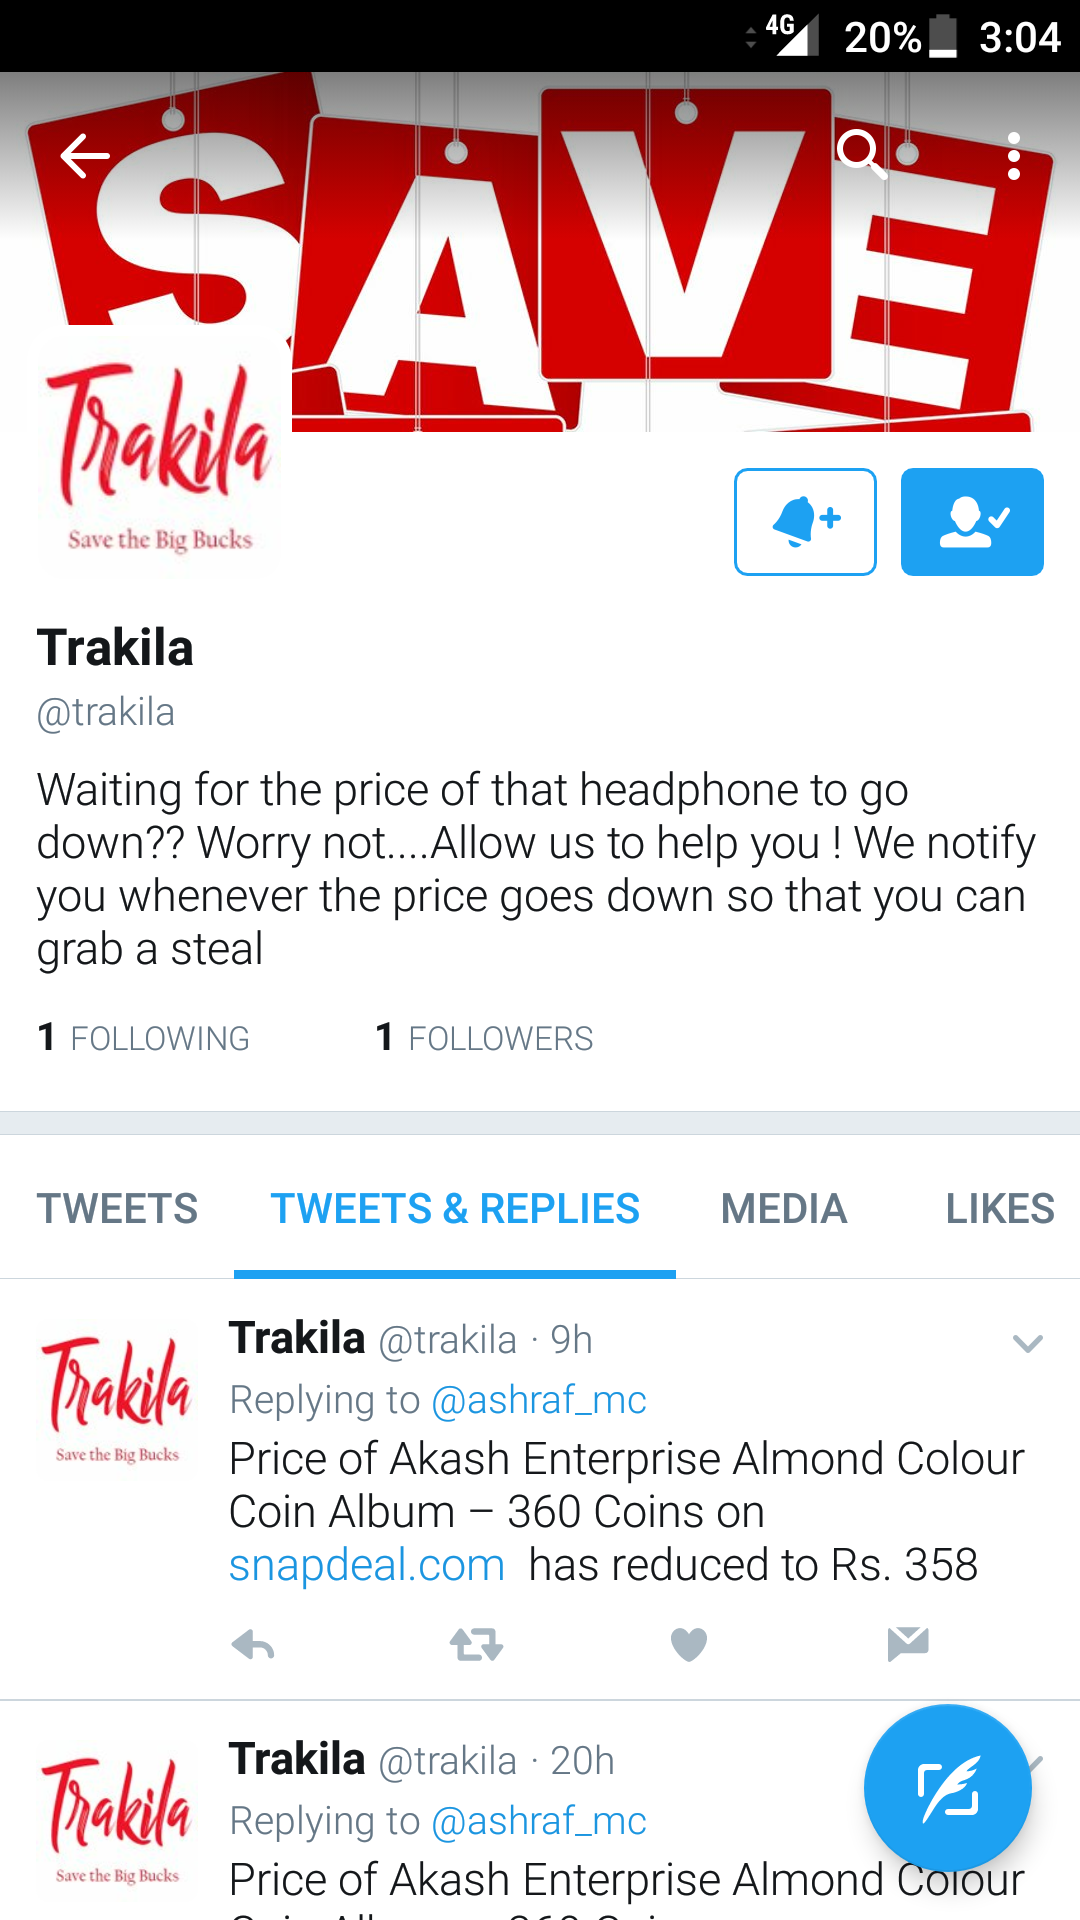 4G 20% 3:04
SAVE
Trakila
Save the Big Bucks
Trakila
@trakila
Waiting for the price of that headphone to go
down?? Worry not....Allow us to help you ! We notify
you whenever the price goes down so that you can
grab a steal
1 FOLLOWING 1 FOLLOWERS
TWEETS TWEETS & REPLIES MEDIA LIKES
Trakila
Save the Big Bucks
Trakila @trakila · 9h
Replying to @ashraf_mc
Price of Akash Enterprise Almond Colour
Coin Album – 360 Coins on
snapdeal.com has reduced to Rs. 358
Trakila
Save the Big Bucks
Trakila @trakila · 20h
Replying to @ashraf_mc
Price of Akash Enterprise Almond Colour